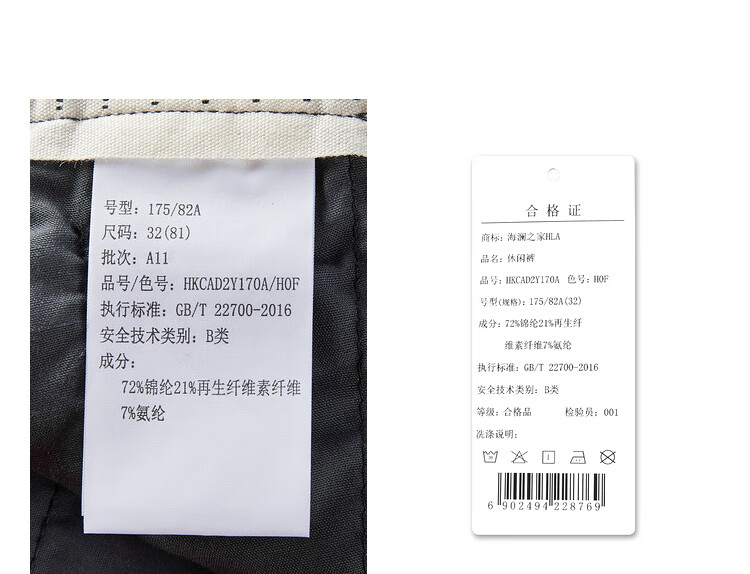 号型: 175/82A
尺码: 32(81)
批次: A11
品号/色号: HKCAD2Y170A/H0F
执行标准: GB/T 22700-2016
安全技术类别: B类
成分:
72%锦纶21%再生纤维素纤维
7%氨纶
合格证
商标: 海澜之家HLA
品名: 休闲裤
品号: HKCAD2Y170A 色号: H0F
号型(规格): 175/82A(32)
成分: 72%锦纶21%再生纤
维素纤维7%氨纶
执行标准: GB/T 22700-2016
安全技术类别: B类
等级: 合格品 检验员: 001
洗涤说明:
6 902494 228769